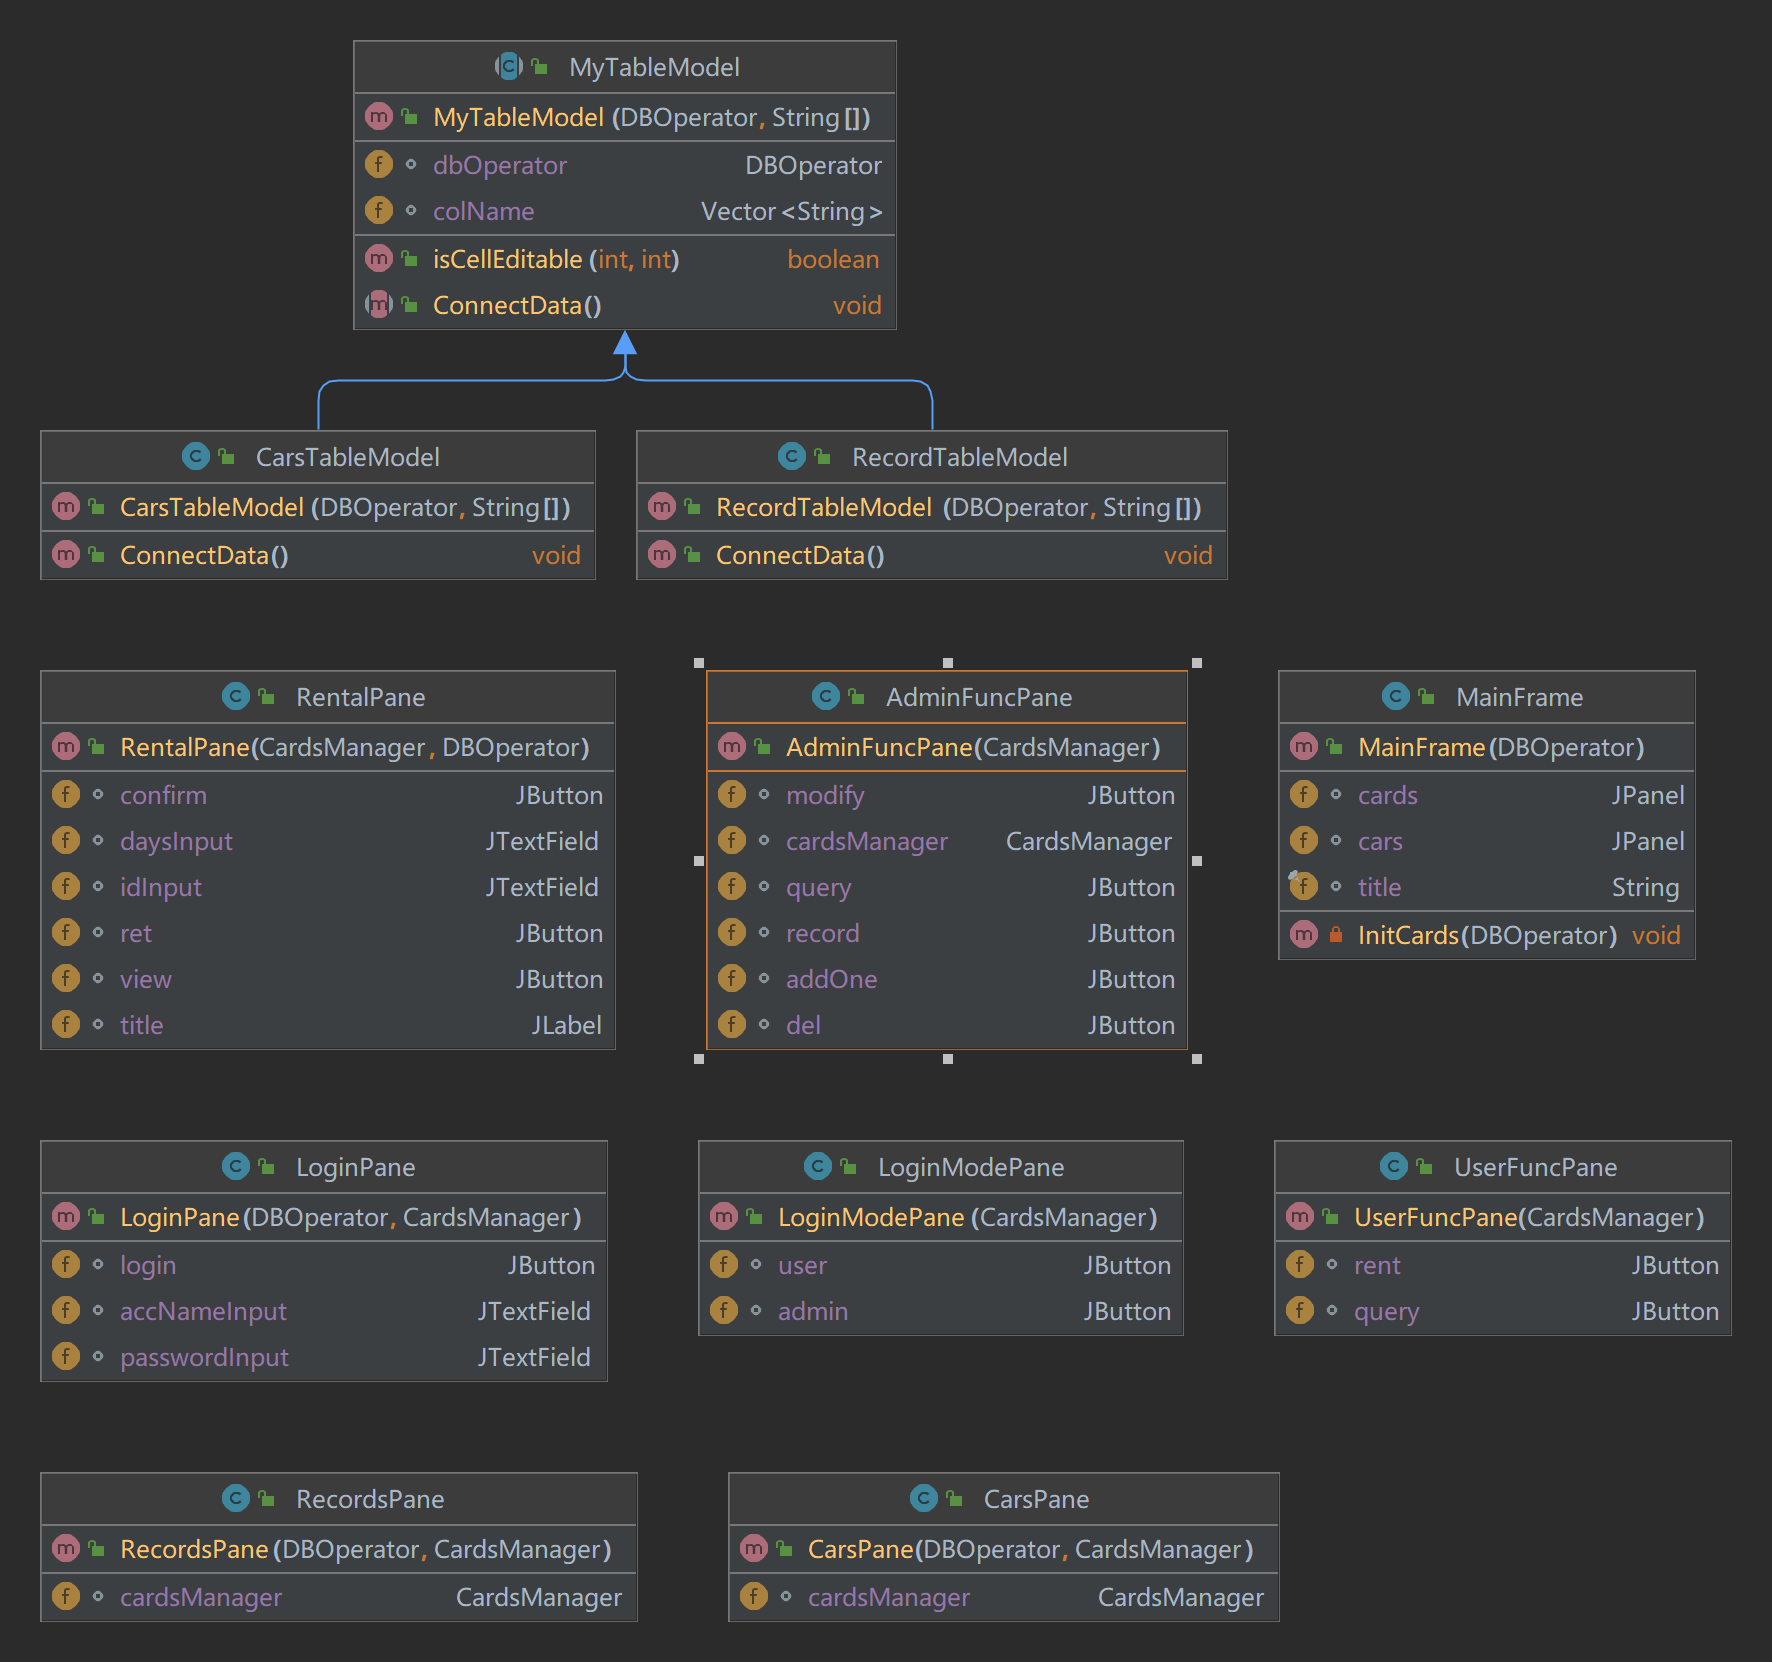 MyTableModel
MyTableModel (DBOperator, String[])
dbOperator DBOperator
colName Vector<String>
isCellEditable (int, int) boolean
ConnectData() void
CarsTableModel
CarsTableModel (DBOperator, String[])
ConnectData() void
RecordTableModel
RecordTableModel (DBOperator, String[])
ConnectData() void
RentalPane
RentalPane(CardsManager, DBOperator)
confirm JButton
daysInput JTextField
idInput JTextField
ret JButton
view JButton
title JLabel
AdminFuncPane
AdminFuncPane(CardsManager)
modify JButton
cardsManager CardsManager
query JButton
record JButton
addOne JButton
del JButton
MainFrame
MainFrame(DBOperator)
cards JPanel
cars JPanel
title String
InitCards(DBOperator) void
LoginPane
LoginPane(DBOperator, CardsManager)
login JButton
accNameInput JTextField
passwordInput JTextField
LoginModePane
LoginModePane (CardsManager)
user JButton
admin JButton
UserFuncPane
UserFuncPane(CardsManager)
rent JButton
query JButton
RecordsPane
RecordsPane(DBOperator, CardsManager)
cardsManager CardsManager
CarsPane
CarsPane(DBOperator, CardsManager)
cardsManager CardsManager